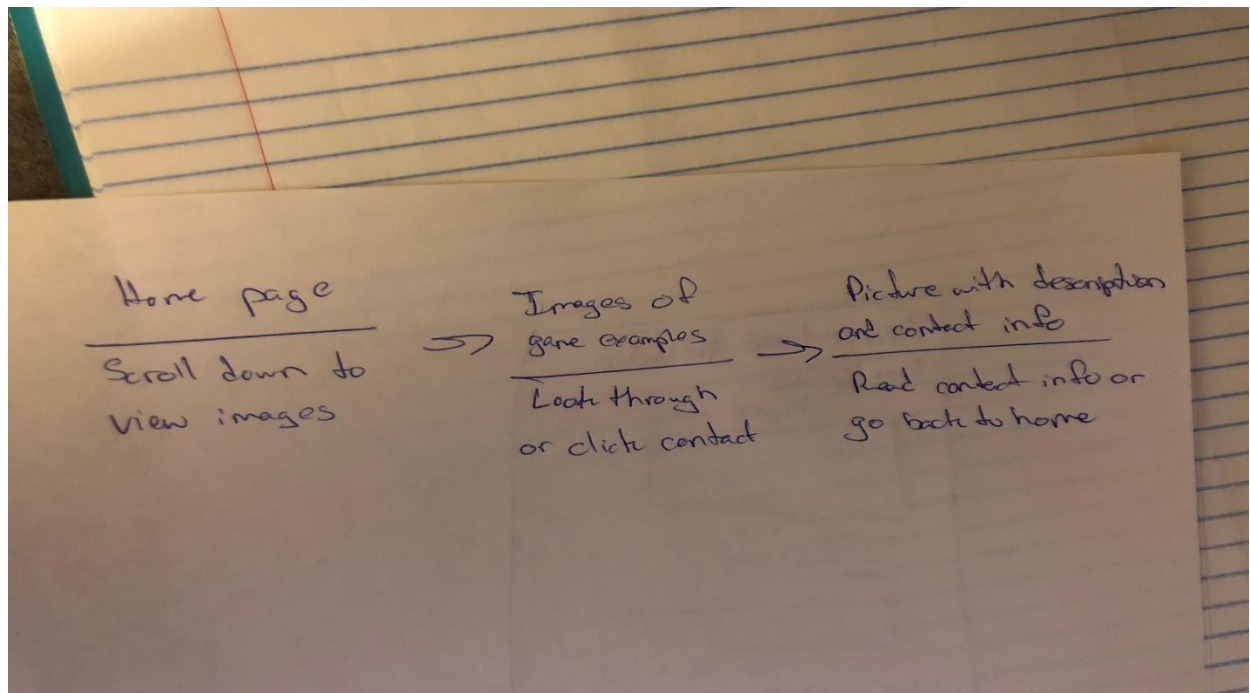 Home page
Scroll down to
view images
→
Images of
game examples
Look through
or click contact
→
Picture with description
and contact info
Read contact info or
go back to home